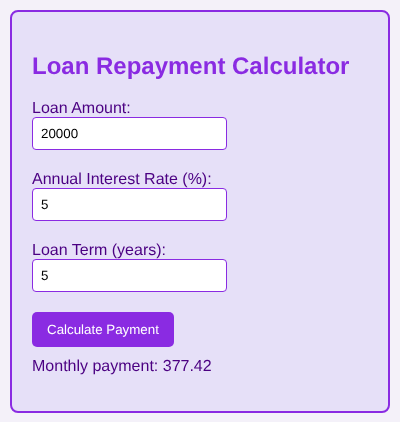 Loan Repayment Calculator
Loan Amount:
20000
Annual Interest Rate (%):
5
Loan Term (years):
5
Calculate Payment
Monthly payment: 377.42